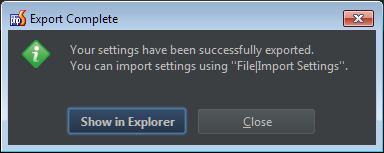 Export Complete
Your settings have been successfully exported.
You can import settings using "File|Import Settings".
Show in Explorer
Close